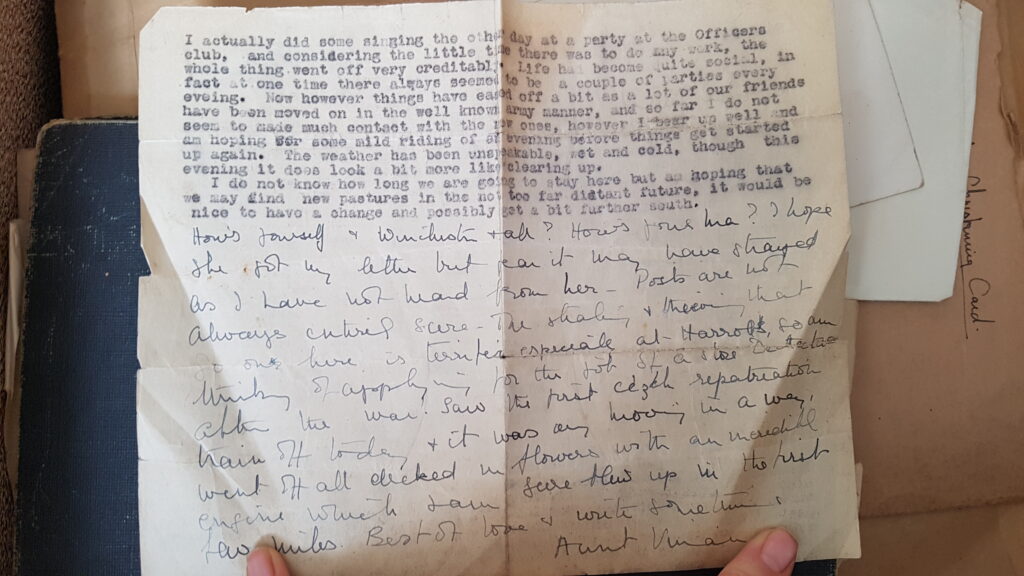 I actually did some singing the other day at a party at the Officers
club, and considering the little time there was to do any work, the
whole thing went off very creditably. Life has become quite social, in
fact at one time there always seemed to be a couple of parties every
eveing. Now however things have eased off a bit as a lot of our friends
have been moved on in the well known army manner, and so far I do not
seem to made much contact with the new ones, however I bear up well and
am hoping for some mild riding of an evening before things get started
up again. The weather has been unspeakable, wet and cold, though this
evening it does look a bit more like clearing up.
I do not know how long we are going to stay here but am hoping that
we may find new pastures in the not too far distant future, it would be
nice to have a change and possibly get a bit further south.
How's yourself & Winchester & all? How's your Ma? I hope
she got my letter but fear it may have strayed
as I have not heard from her - Posts are not
always entirely sure - The stealing & thieving that
goes on here is terrific especially at Harrods so am
thinking of applying for the job of a store Detective
after the war. Saw the first czech repatriation
train off today & it was very moving in a way,
went off all decked in flowers with an incredible
engine which I am sure blew up in the first
few miles. Best of love & write sometime.
Aunt Vivian
Christening Card.